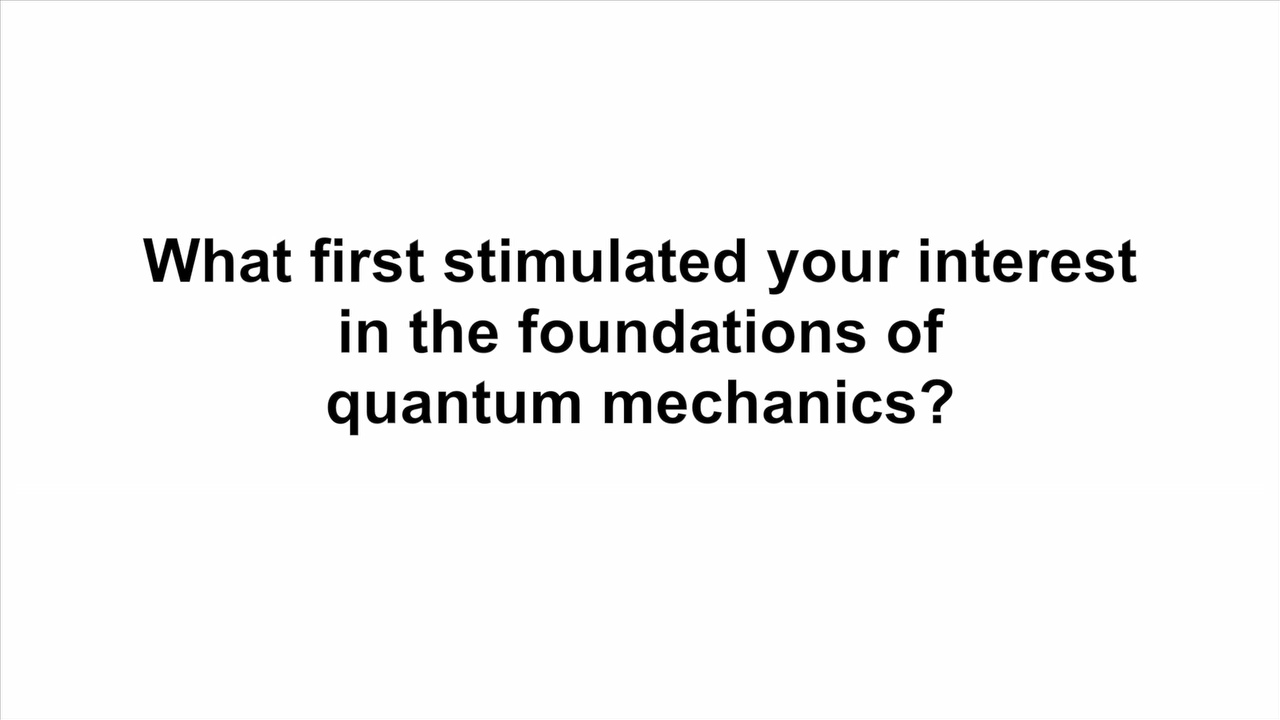 What first stimulated your interest
in the foundations of
quantum mechanics?